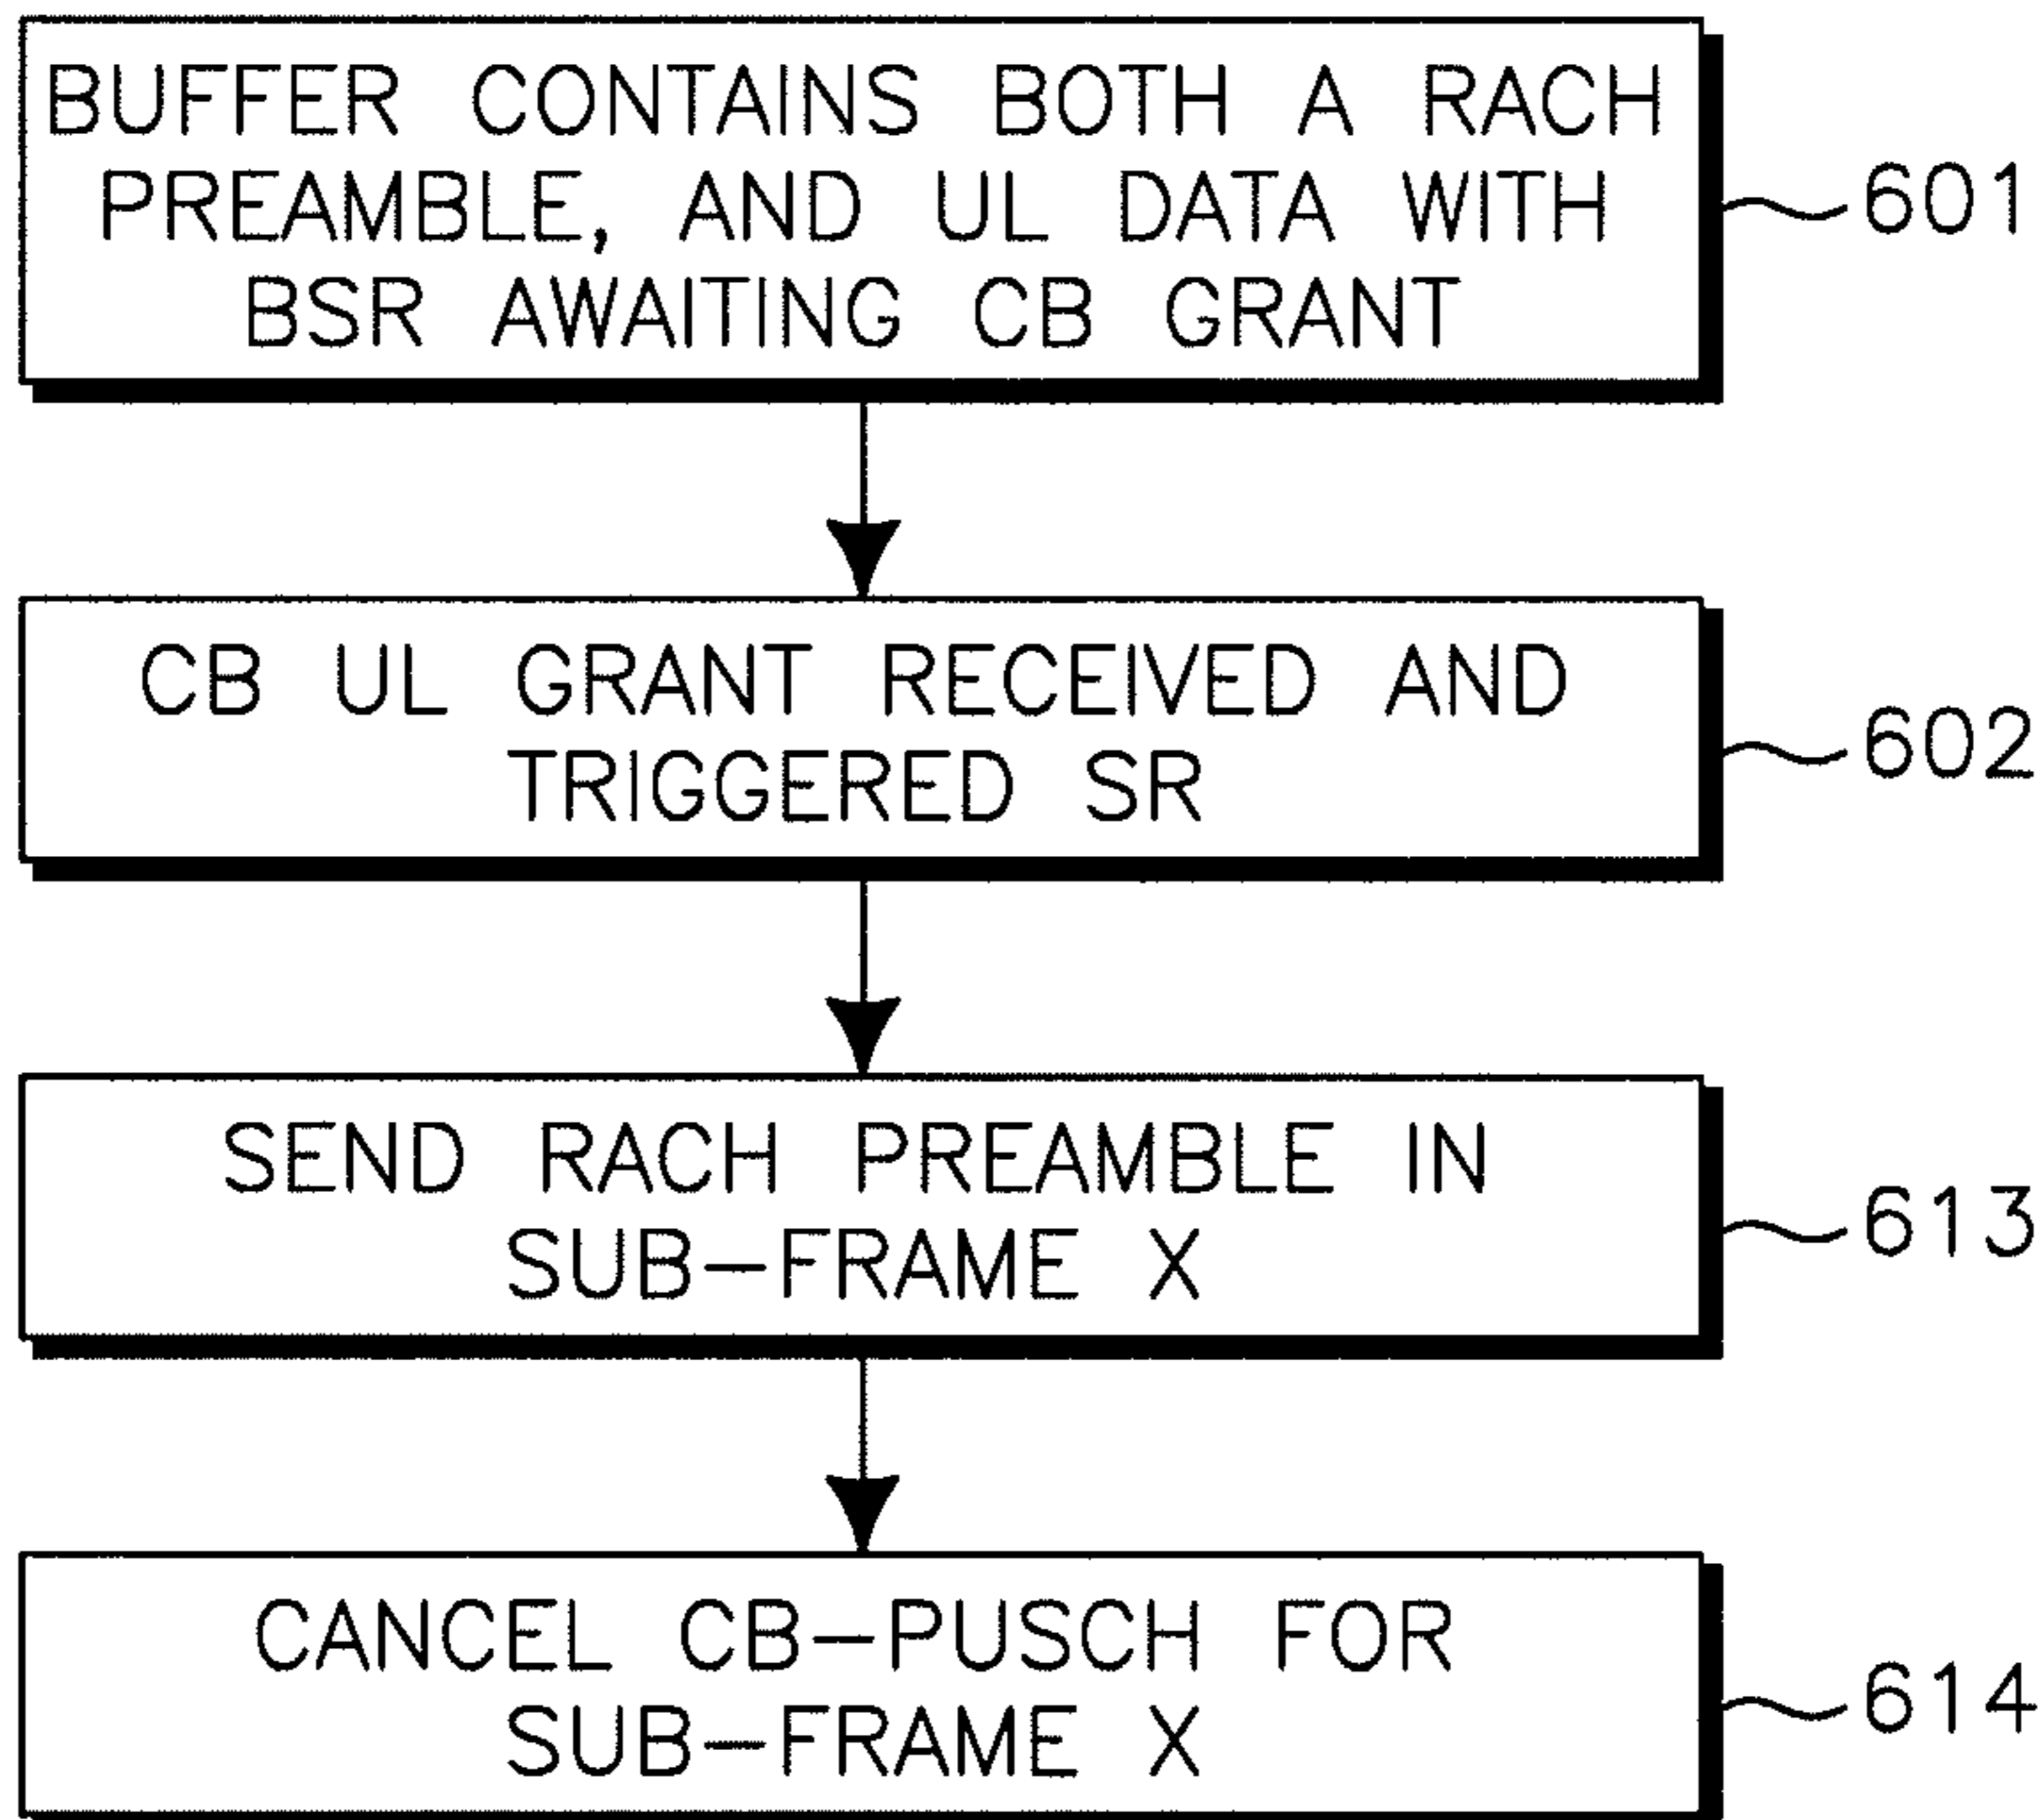 BUFFER CONTAINS BOTH A RACH
PREAMBLE, AND UL DATA WITH
BSR AWAITING CB GRANT
601
CB UL GRANT RECEIVED AND
TRIGGERED SR
602
SEND RACH PREAMBLE IN
SUB-FRAME X
613
CANCEL CB-PUSCH FOR
SUB-FRAME X
614